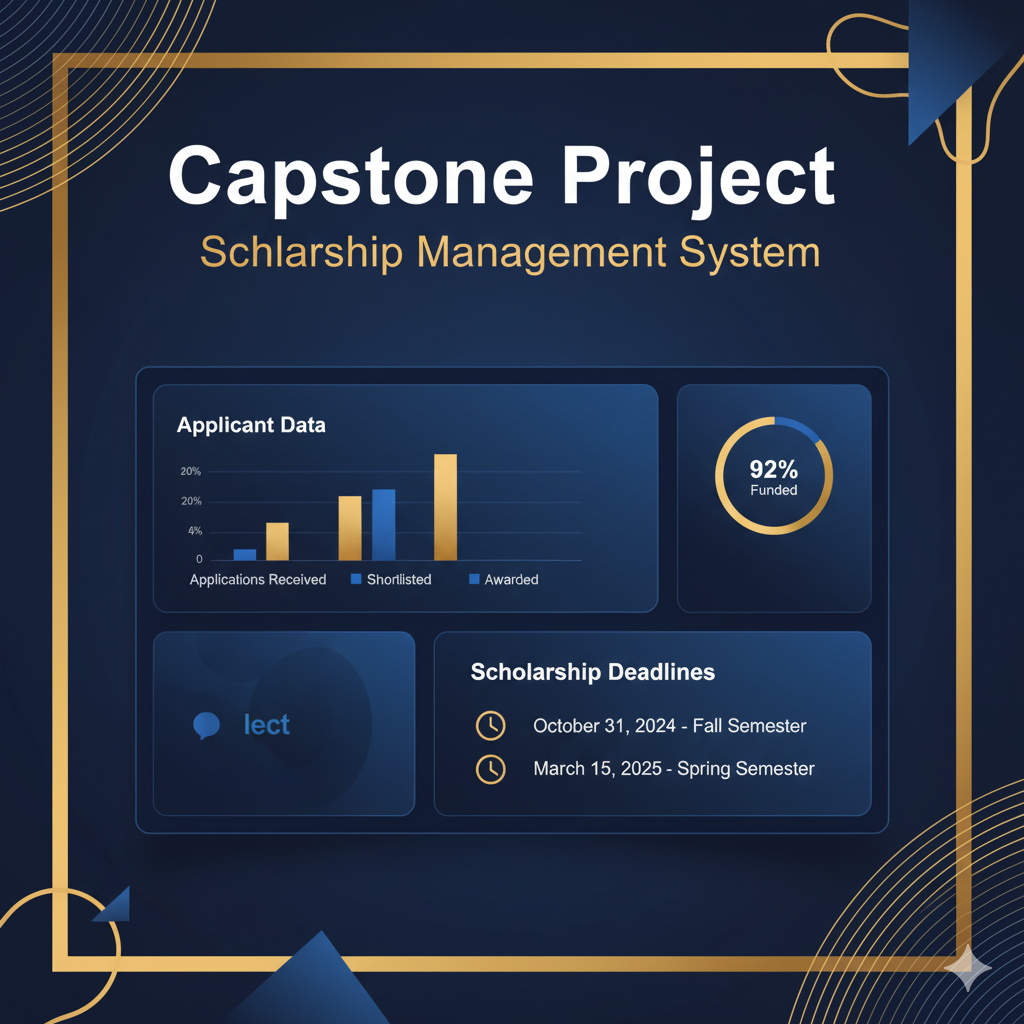 Capstone Project
Schlarship Management System
Applicant Data
20%
20%
4%
0
Applications Received Shortlisted Awarded
92%
Funded
lect
Scholarship Deadlines
October 31, 2024 - Fall Semester
March 15, 2025 - Spring Semester